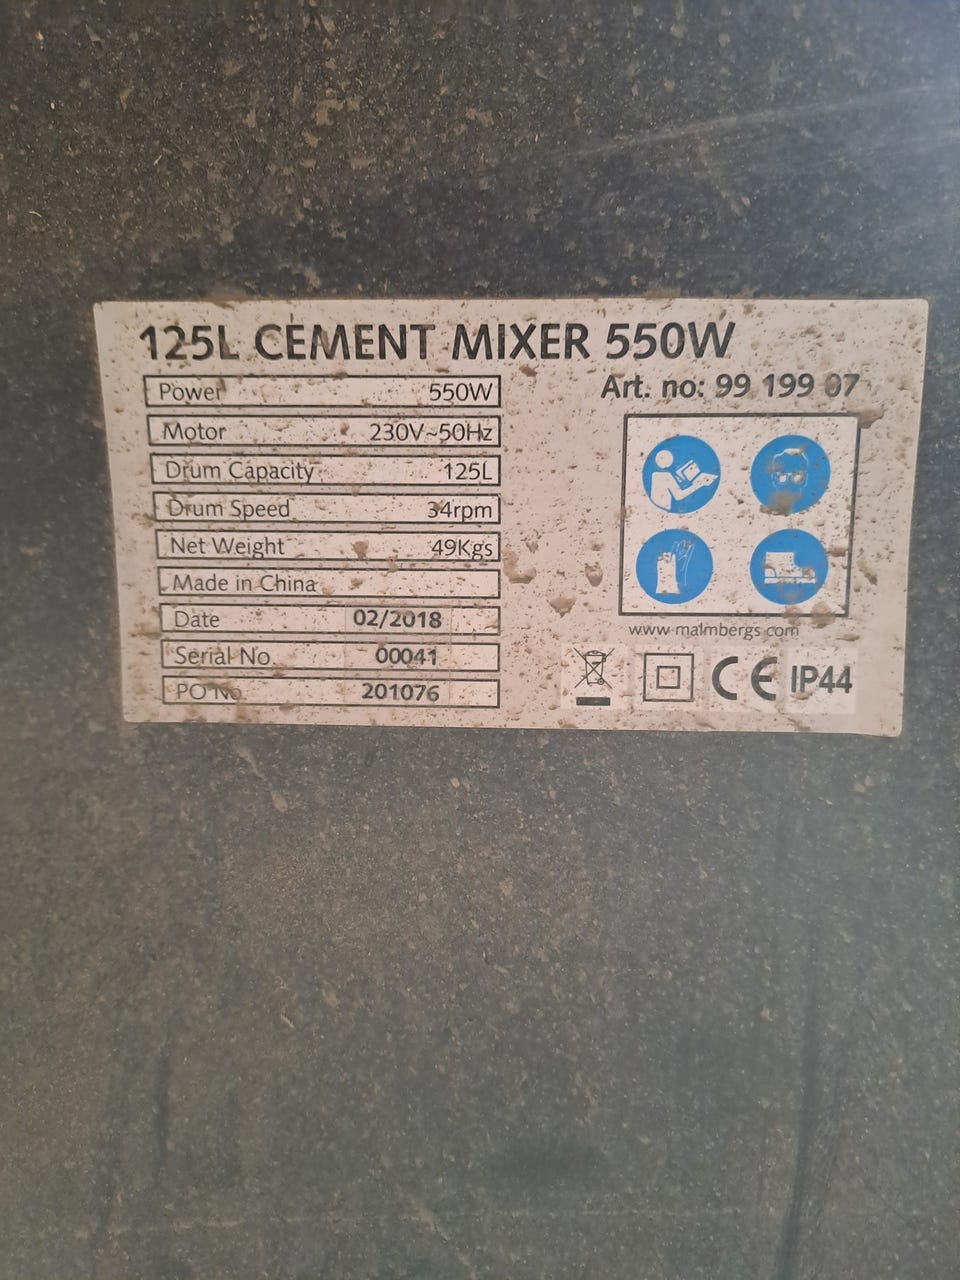 125L CEMENT MIXER 550W
Art. no: 99 199 07
Power 550W
Motor 230V~50Hz
Drum Capacity 125L
Drum Speed 34rpm
Net Weight 49Kgs
Made in China
Date 02/2018
Serial No. 00041
PO No. 201076
www.malmbergs.com
CE IP44